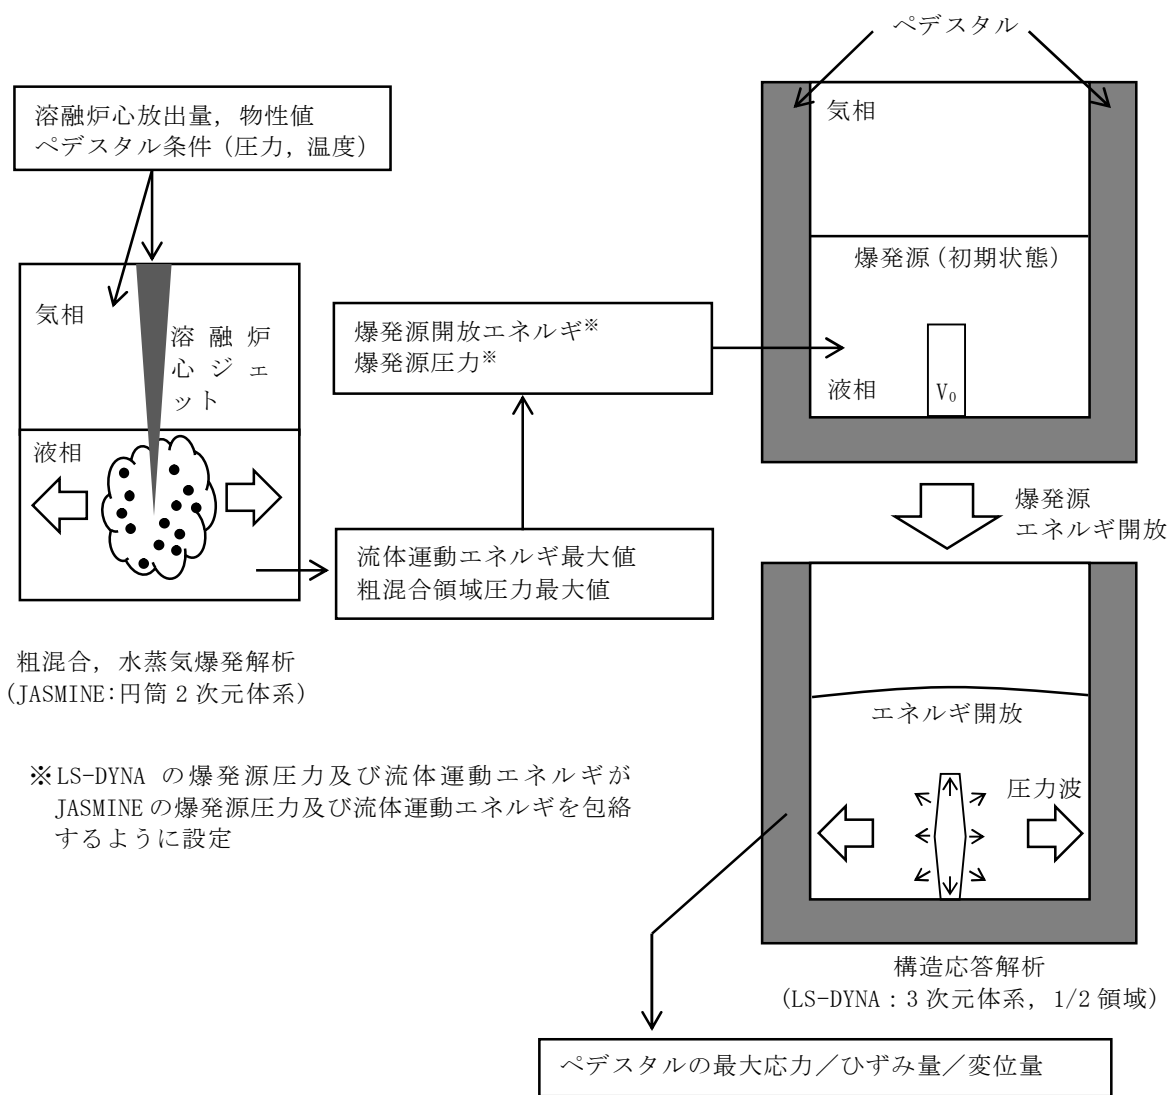 ペデスタル
溶融炉心放出量，物性値
ペデスタル条件（圧力，温度）
気相
溶融炉
心ジェ
ット
液相
粗混合，水蒸気爆発解析
(JASMINE：円筒 2 次元体系)
流体運動エネルギ最大値
粗混合領域圧力最大値
爆発源開放エネルギ※
爆発源圧力※
気相
爆発源（初期状態）
液相
V₀
爆発源
エネルギ開放
エネルギ開放
圧力波
構造応答解析
(LS-DYNA：3 次元体系，1/2 領域)
※LS-DYNA の爆発源圧力及び流体運動エネルギが
JASMINE の爆発源圧力及び流体運動エネルギを包絡
するように設定
ペデスタルの最大応力／ひずみ量／変位量